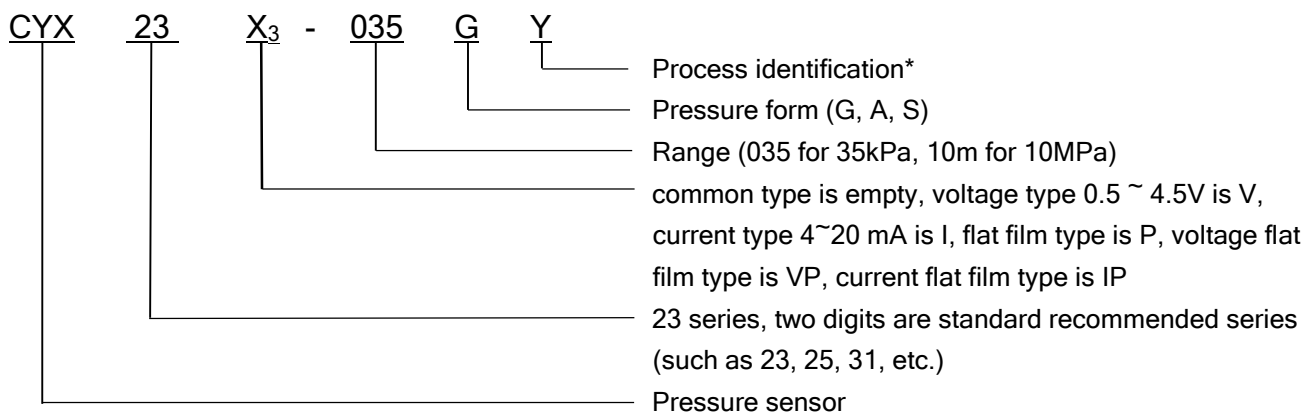 CYX 23 X3 - 035 G Y
Process identification*
Pressure form (G, A, S)
Range (035 for 35kPa, 10m for 10MPa)
common type is empty, voltage type 0.5 ~ 4.5V is V,
current type 4~20 mA is I, flat film type is P, voltage flat
film type is VP, current flat film type is IP
23 series, two digits are standard recommended series
(such as 23, 25, 31, etc.)
Pressure sensor